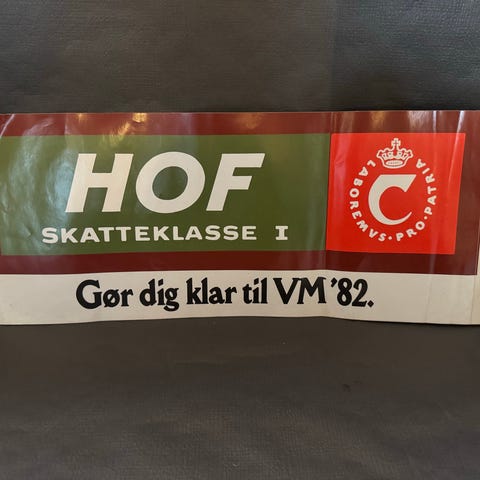 HOF
SKATTEKLASSE I
LABOREMVS·PRO·PATRIA
C
Gør dig klar til VM '82.